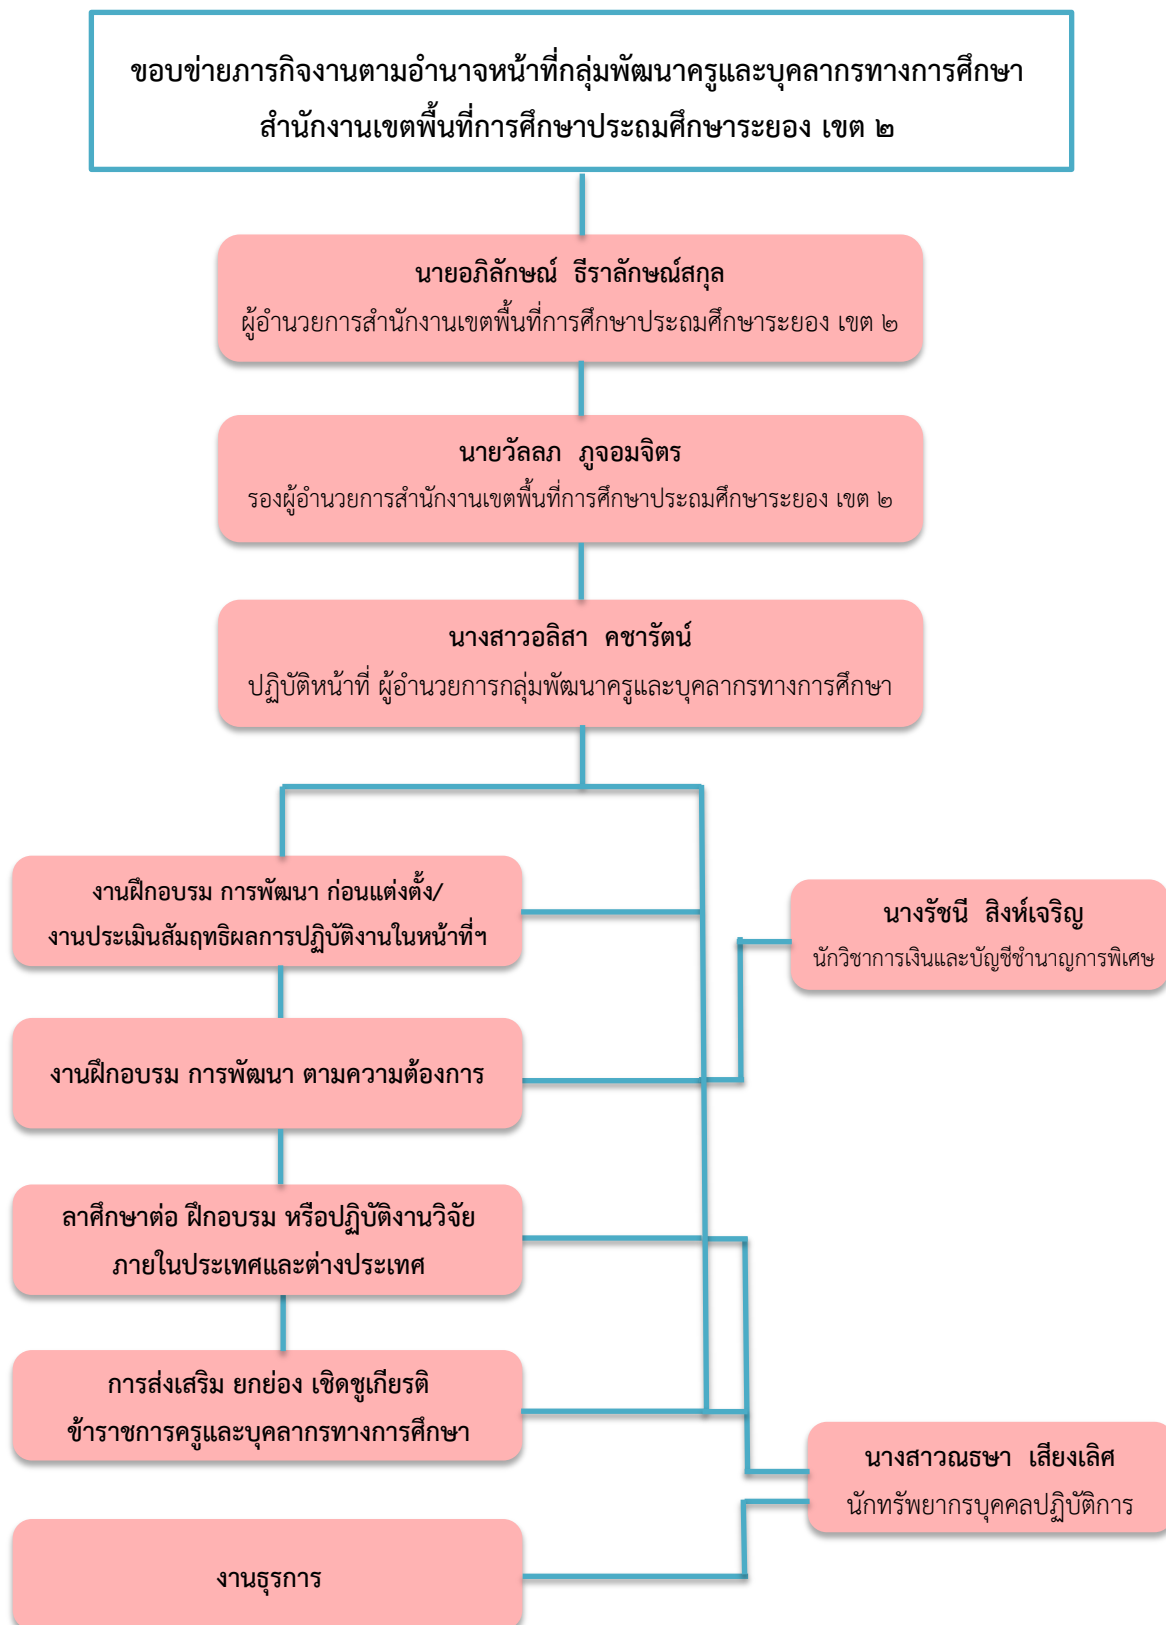 ขอบข่ายภารกิจงานตามอำนาจหน้าที่กลุ่มพัฒนาครูและบุคลากรทางการศึกษา
สำนักงานเขตพื้นที่การศึกษาประถมศึกษาระยอง เขต ๒
นายอภิลักษณ์ ธีราลักษณ์สกุล
ผู้อำนวยการสำนักงานเขตพื้นที่การศึกษาประถมศึกษาระยอง เขต ๒
นายวัลลภ ภูจอมจิตร
รองผู้อำนวยการสำนักงานเขตพื้นที่การศึกษาประถมศึกษาระยอง เขต ๒
นางสาวอลิสา คชารัตน์
ปฏิบัติหน้าที่ ผู้อำนวยการกลุ่มพัฒนาครูและบุคลากรทางการศึกษา
งานฝึกอบรม การพัฒนา ก่อนแต่งตั้ง/
งานประเมินสัมฤทธิผลการปฏิบัติงานในหน้าที่ฯ
นางรัชนี สิงห์เจริญ
นักวิชาการเงินและบัญชีชำนาญการพิเศษ
งานฝึกอบรม การพัฒนา ตามความต้องการ
ลาศึกษาต่อ ฝึกอบรม หรือปฏิบัติงานวิจัย
ภายในประเทศและต่างประเทศ
การส่งเสริม ยกย่อง เชิดชูเกียรติ
ข้าราชการครูและบุคลากรทางการศึกษา
นางสาวณธษา เสียงเลิศ
นักทรัพยากรบุคคลปฏิบัติการ
งานธุรการ